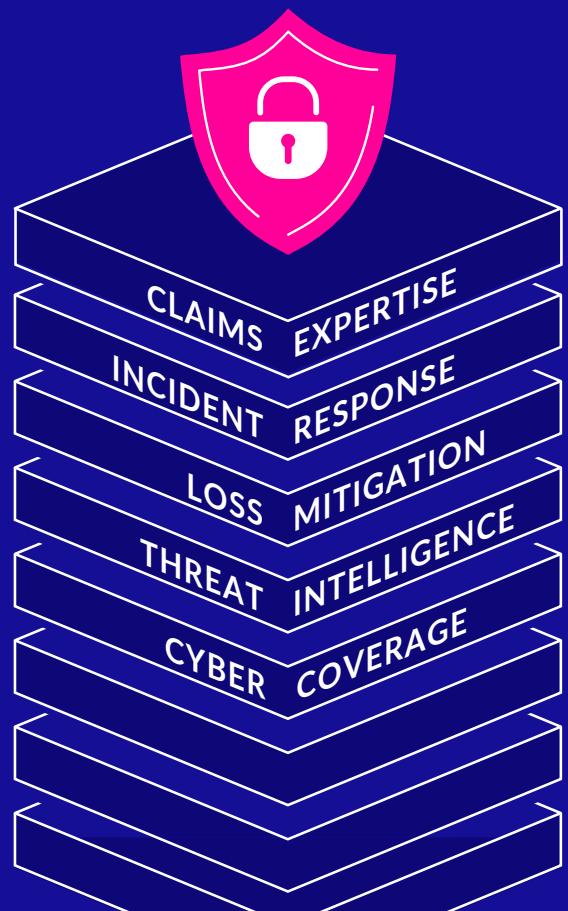 CLAIMS EXPERTISE
INCIDENT RESPONSE
LOSS MITIGATION
THREAT INTELLIGENCE
CYBER COVERAGE